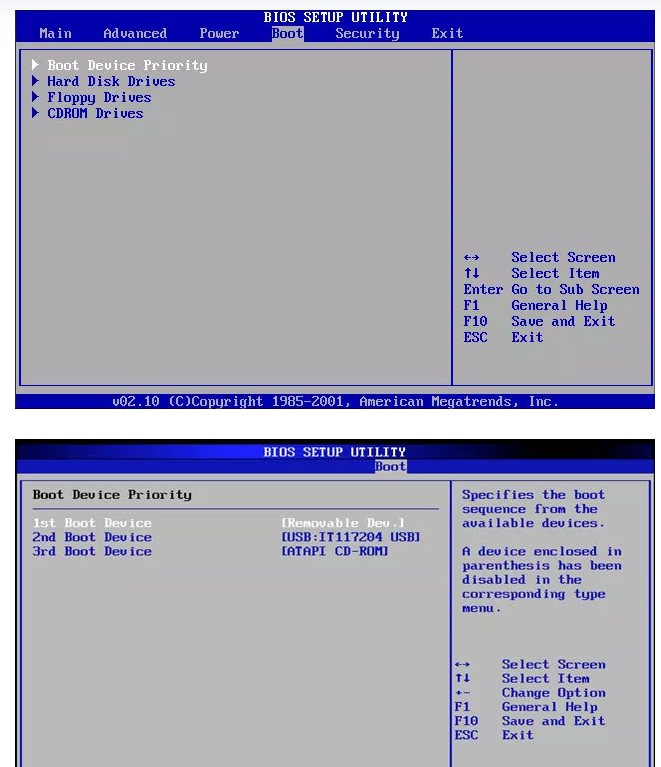 BIOS SETUP UTILITY
Main Advanced Power Boot Security Exit
Boot Device Priority
Hard Disk Drives
Floppy Drives
CDROM Drives
↔ Select Screen
↑↓ Select Item
Enter Go to Sub Screen
F1 General Help
F10 Save and Exit
ESC Exit
v02.10 (C)Copyright 1985-2001, American Megatrends, Inc.
BIOS SETUP UTILITY
Boot
Boot Device Priority
1st Boot Device [Removable Dev.]
2nd Boot Device [USB:IT117204 USB]
3rd Boot Device [ATAPI CD-ROM]
Specifies the boot
sequence from the
available devices.
A device enclosed in
parenthesis has been
disabled in the
corresponding type
menu.
↔ Select Screen
↑↓ Select Item
+- Change Option
F1 General Help
F10 Save and Exit
ESC Exit